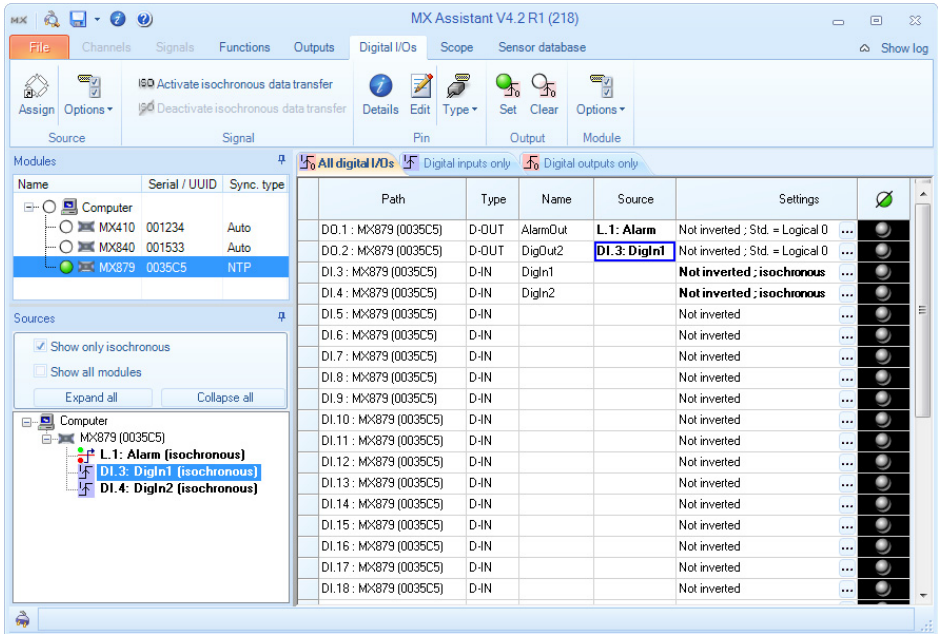 MX MX Assistant V4.2 R1 (218)
File Channels Signals Functions Outputs Digital I/Os Scope Sensor database Show log
ISO Activate isochronous data transfer
ISO Deactivate isochronous data transfer
Assign Options Details Edit Type Set Clear Options
Source Signal Pin Output Module
Modules
Name Serial / UUID Sync. type
Computer
MX410 001234 Auto
MX840 001533 Auto
MX879 0035C5 NTP
Sources
Show only isochronous
Show all modules
Expand all Collapse all
Computer
MX879 (0035C5)
L.1: Alarm (isochronous)
DI.3: DigIn1 (isochronous)
DI.4: DigIn2 (isochronous)
All digital I/Os Digital inputs only Digital outputs only
Path Type Name Source Settings
DO.1 : MX879 (0035C5) D-OUT AlarmOut L.1: Alarm Not inverted ; Std. = Logical 0 ...
DO.2 : MX879 (0035C5) D-OUT DigOut2 DI.3: DigIn1 Not inverted ; Std. = Logical 0 ...
DI.3 : MX879 (0035C5) D-IN DigIn1 Not inverted ; isochronous ...
DI.4 : MX879 (0035C5) D-IN DigIn2 Not inverted ; isochronous ...
DI.5 : MX879 (0035C5) D-IN Not inverted ...
DI.6 : MX879 (0035C5) D-IN Not inverted ...
DI.7 : MX879 (0035C5) D-IN Not inverted ...
DI.8 : MX879 (0035C5) D-IN Not inverted ...
DI.9 : MX879 (0035C5) D-IN Not inverted ...
DI.10 : MX879 (0035C5) D-IN Not inverted ...
DI.11 : MX879 (0035C5) D-IN Not inverted ...
DI.12 : MX879 (0035C5) D-IN Not inverted ...
DI.13 : MX879 (0035C5) D-IN Not inverted ...
DI.14 : MX879 (0035C5) D-IN Not inverted ...
DI.15 : MX879 (0035C5) D-IN Not inverted ...
DI.16 : MX879 (0035C5) D-IN Not inverted ...
DI.17 : MX879 (0035C5) D-IN Not inverted ...
DI.18 : MX879 (0035C5) D-IN Not inverted ...